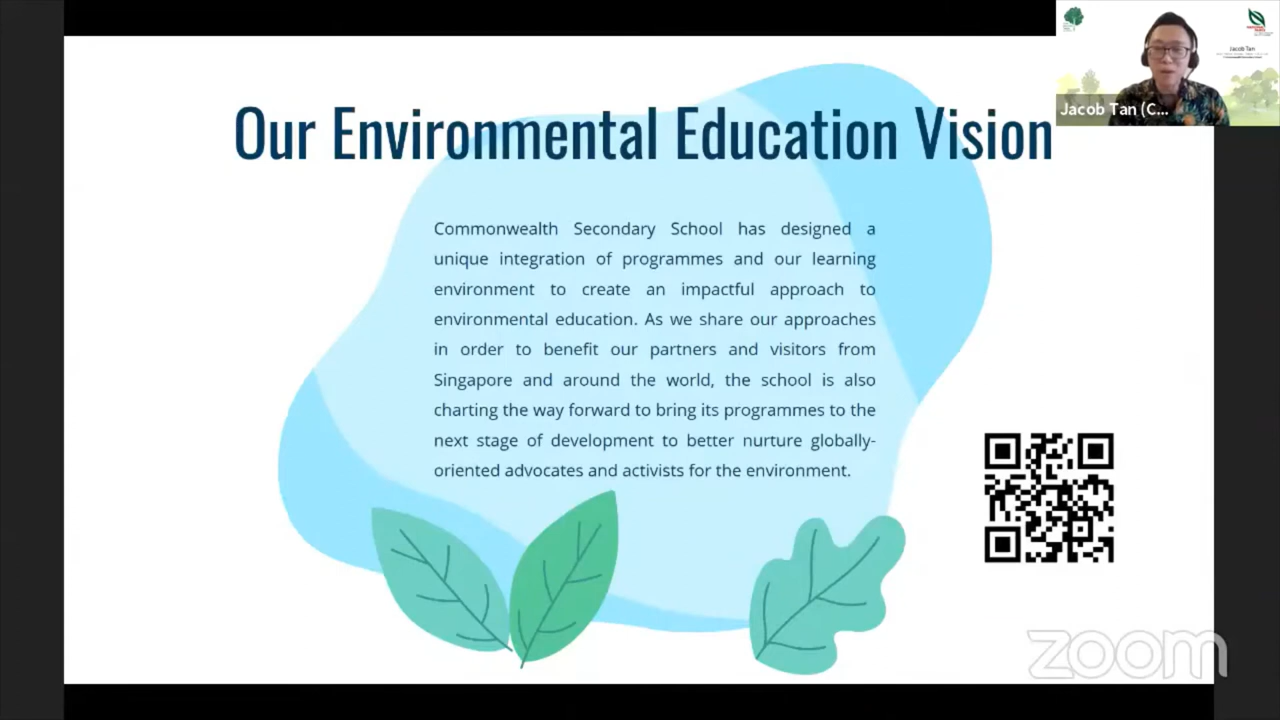 Our Environmental Education Vision
Commonwealth Secondary School has designed a
unique integration of programmes and our learning
environment to create an impactful approach to
environmental education. As we share our approaches
in order to benefit our partners and visitors from
Singapore and around the world, the school is also
charting the way forward to bring its programmes to the
next stage of development to better nurture globally-
oriented advocates and activists for the environment.
Jacob Tan
Jacob Tan (C...
zoom